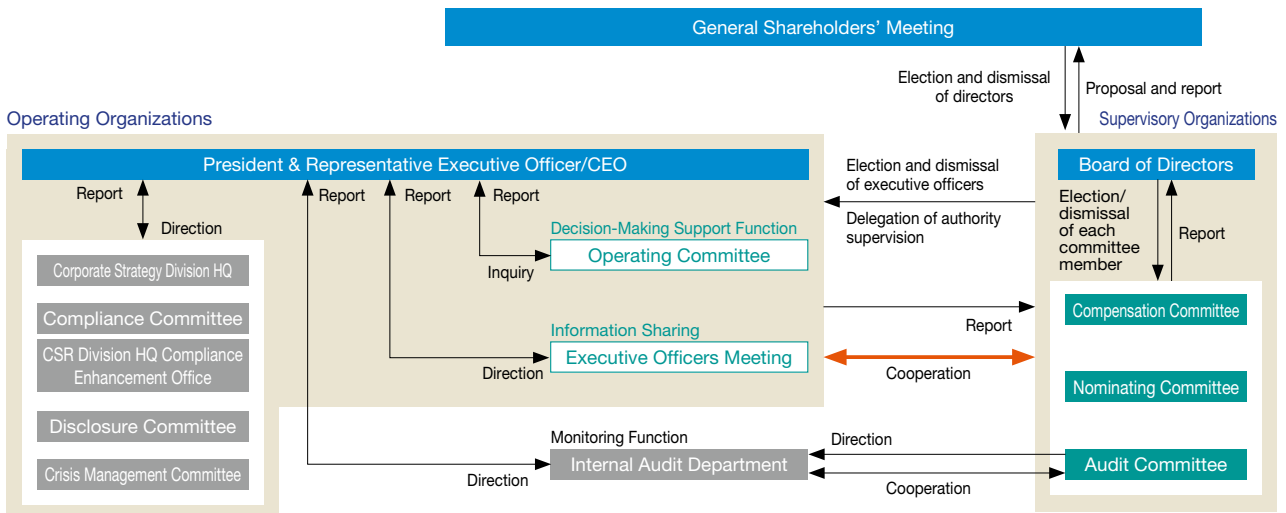 General Shareholders' Meeting
Election and dismissal
of directors
Proposal and report
Operating Organizations
Supervisory Organizations
President & Representative Executive Officer/CEO
Board of Directors
Report
Direction
Report
Report
Report
Election and dismissal
of executive officers
Delegation of authority
supervision
Election/
dismissal
of each
committee
member
Report
Decision-Making Support Function
Operating Committee
Inquiry
Corporate Strategy Division HQ
Compliance Committee
CSR Division HQ Compliance
Enhancement Office
Disclosure Committee
Crisis Management Committee
Information Sharing
Executive Officers Meeting
Direction
Report
Cooperation
Compensation Committee
Nominating Committee
Audit Committee
Monitoring Function
Internal Audit Department
Direction
Direction
Cooperation